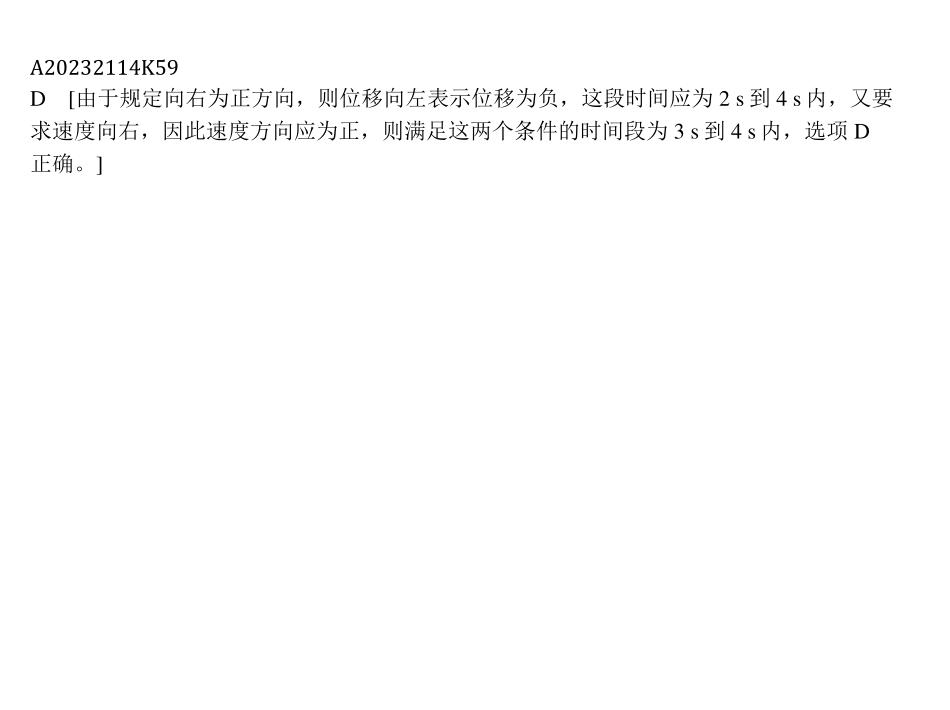 A20232114K59
D [由于规定向右为正方向，则位移向左表示位移为负，这段时间应为 2 s 到 4 s 内，又要
求速度向右，因此速度方向应为正，则满足这两个条件的时间段为 3 s 到 4 s 内，选项 D
正确。]